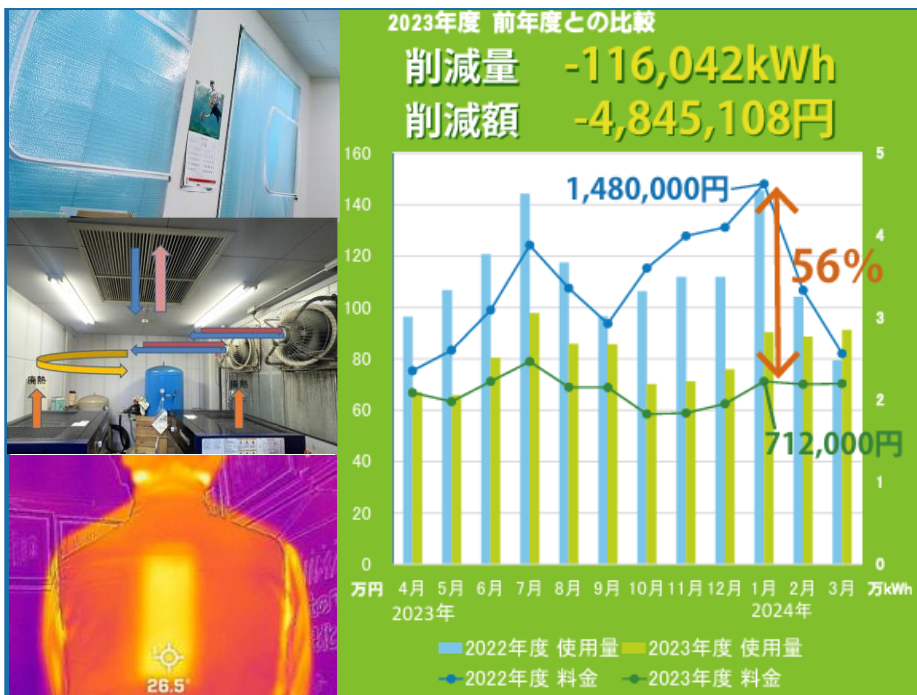 2023年度 前年度との比較
削減量 -116,042kWh
削減額 -4,845,108円
160
140
120
100
80
60
40
20
0
万円
5
4
3
2
1
0
万kWh
1,480,000円
56%
712,000円
4月 5月 6月 7月 8月 9月 10月 11月 12月 1月 2月 3月
2023年
2024年
2022年度 使用量
2023年度 使用量
2022年度 料金
2023年度 料金
廃熱
廃熱
26.5°